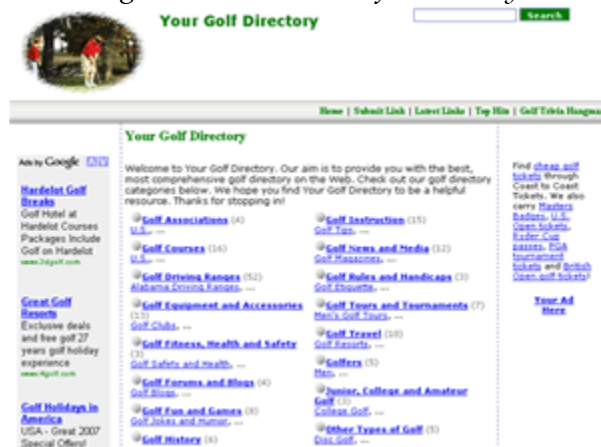 Your Golf Directory
Search
Home | Submit Link | Latest Links | Top Hits | Golf Trivia Hangma
Your Golf Directory
Ads by Google
Hardelot Golf
Breaks
Golf Hotel at
Hardelot Courses
Packages Include
Golf on Hardelot
www.3dgolf.com
Great Golf
Resorts
Exclusive deals
and free golf 27
years golf holiday
experience
www.4golf.com
Golf Holidays in
America
USA - Great 2007
Special Offers!
Welcome to Your Golf Directory. Our aim is to provide you with the best,
most comprehensive golf directory on the Web. Check out our golf directory
categories below. We hope you find Your Golf Directory to be a helpful
resource. Thanks for stopping in!
Golf Associations (4)
U.S., ...
Golf Courses (16)
U.S., ...
Golf Driving Ranges (52)
Alabama Driving Ranges, ...
Golf Equipment and Accessories
(13)
Golf Clubs, ...
Golf Fitness, Health and Safety
(3)
Golf Safety and Health, ...
Golf Forums and Blogs (4)
Golf Blogs, ...
Golf Fun and Games (8)
Golf Jokes and Humor, ...
Golf History (6)
Golf Instruction (15)
Golf Tips, ...
Golf News and Media (12)
Golf Magazines, ...
Golf Rules and Handicaps (3)
Golf Etiquette, ...
Golf Tours and Tournaments (7)
Men's Golf Tours, ...
Golf Travel (10)
Golf Resorts, ...
Golfers (5)
Men, ...
Junior, College and Amateur
Golf (3)
College Golf, ...
Other Types of Golf (5)
Disc Golf, ...
Find cheap golf
tickets through
Coast to Coast
Tickets. We also
carry Masters
Badges, U.S.
Open tickets,
Ryder Cup
passes, PGA
tournament
tickets and British
Open golf tickets!
Your Ad
Here